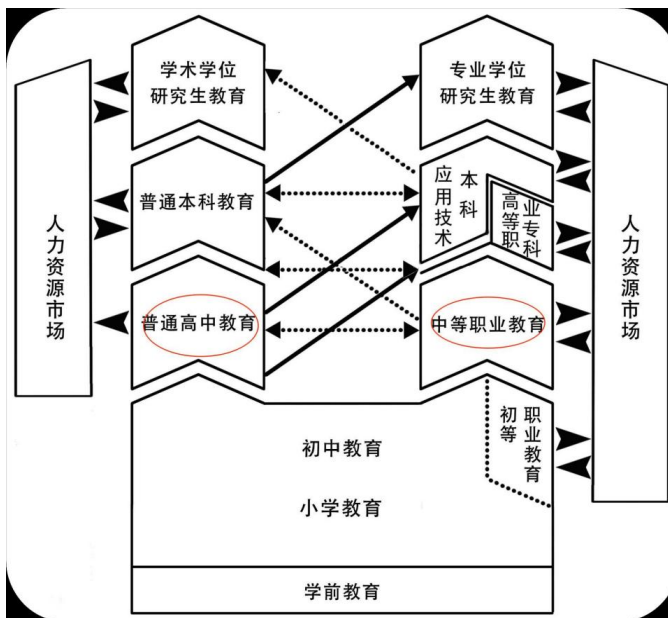 学术学位
研究生教育
专业学位
研究生教育
普通本科教育
应用技术
本科
高等职
业专科
人力资源市场
人力资源市场
普通高中教育
中等职业教育
初中教育
初等
职业教育
小学教育
学前教育